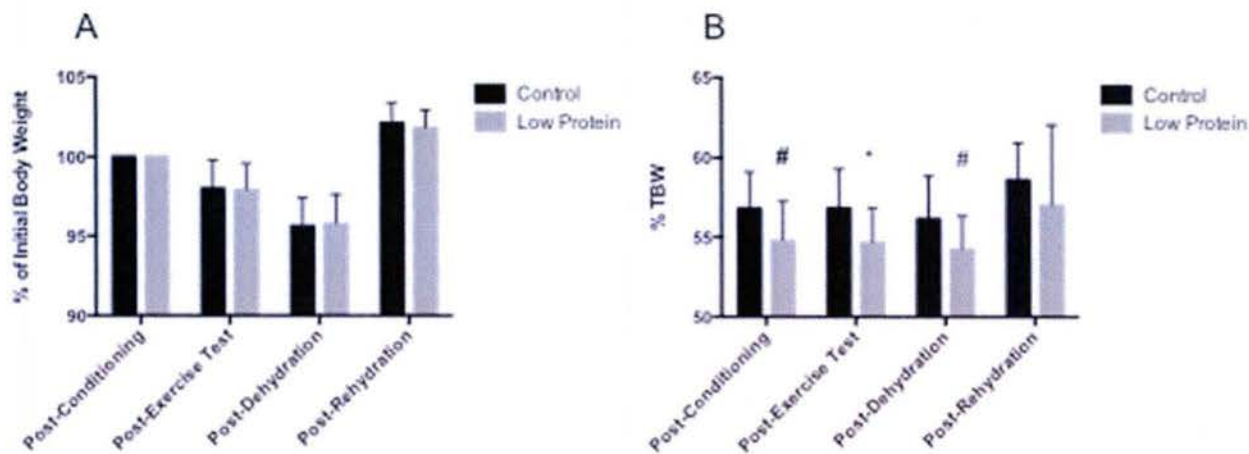 A
105
100
95
90
% of Initial Body Weight
Control
Low Protein
Post-Conditioning
Post-Exercise Test
Post-Dehydration
Post-Rehydration
B
65
60
55
50
% TBW
# * #
Control
Low Protein
Post-Conditioning
Post-Exercise Test
Post-Dehydration
Post-Rehydration